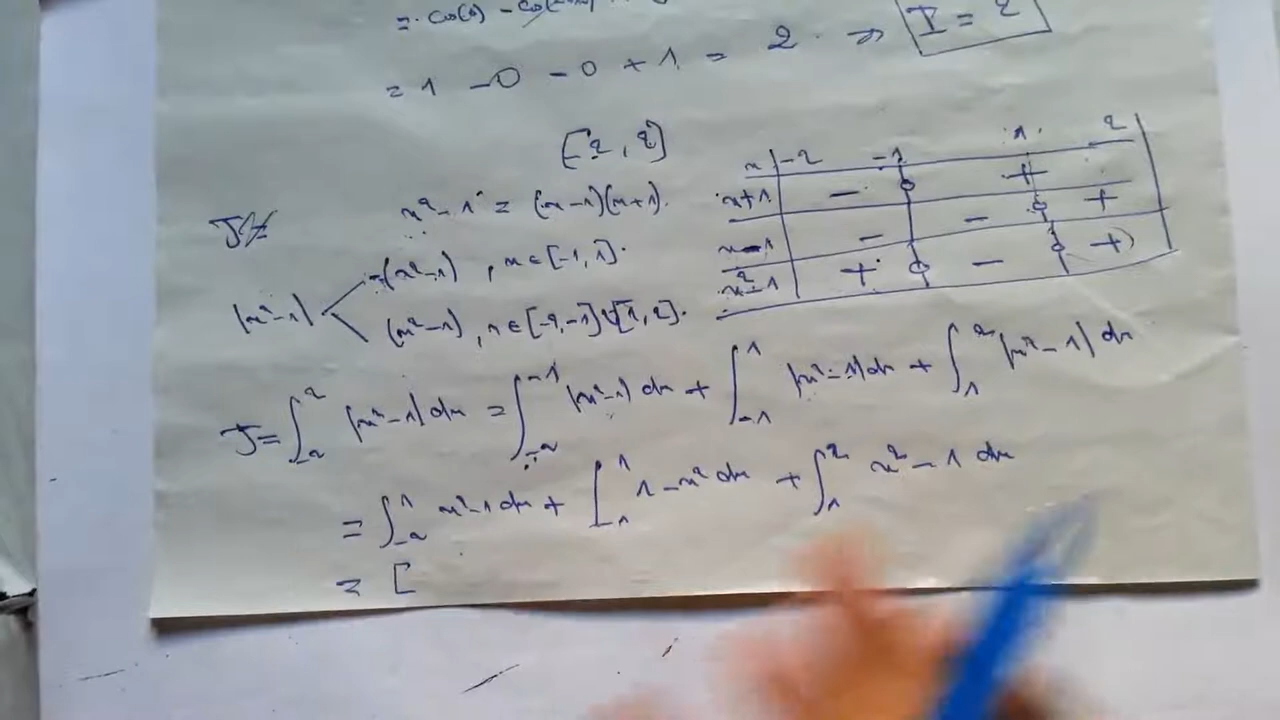 = 1 - 0 - 0 + 1 = 2 ⇒ I = 2
[-2, 2]
x | -2 -1 1 2
x+1 - 0 +
x-1 - - 0 +
x²-1 + 0 - 0 +
J/ x² - 1 = (x-1)(x+1).
-(x²-1), x ∈ [-1, 1].
|x²-1|
(x²-1), x ∈ [-2,-1]∪[1, 2].
J = ∫_{-2}^{2} |x²-1| dx = ∫_{-2}^{-1} |x²-1| dx + ∫_{-1}^{1} |x²-1| dx + ∫_{1}^{2} |x²-1| dx
= ∫_{-2}^{1} x²-1 dx + ∫_{-1}^{1} 1-x² dx + ∫_{1}^{2} x²-1 dx
= [